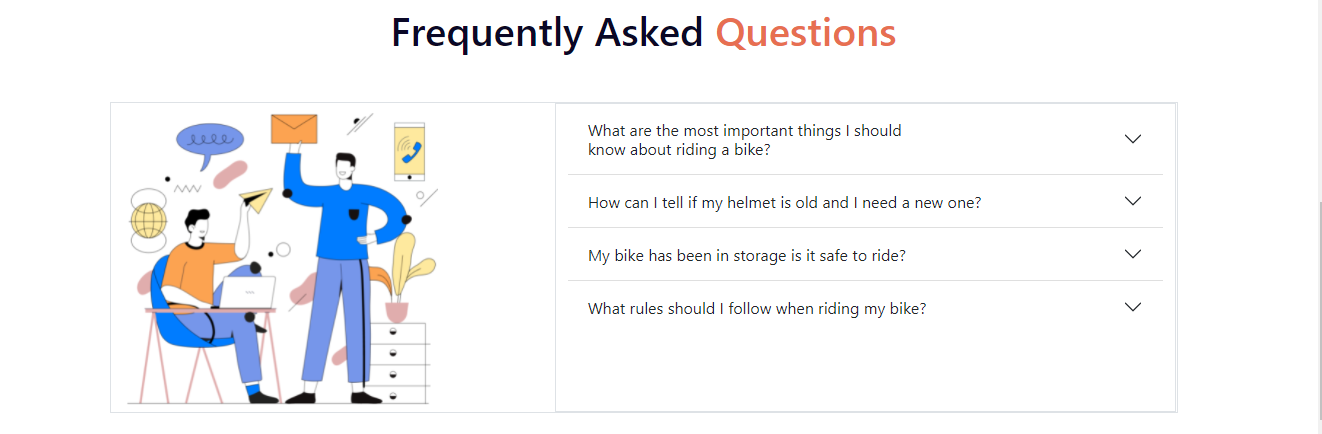 Frequently Asked Questions
What are the most important things I should
know about riding a bike?
How can I tell if my helmet is old and I need a new one?
My bike has been in storage is it safe to ride?
What rules should I follow when riding my bike?